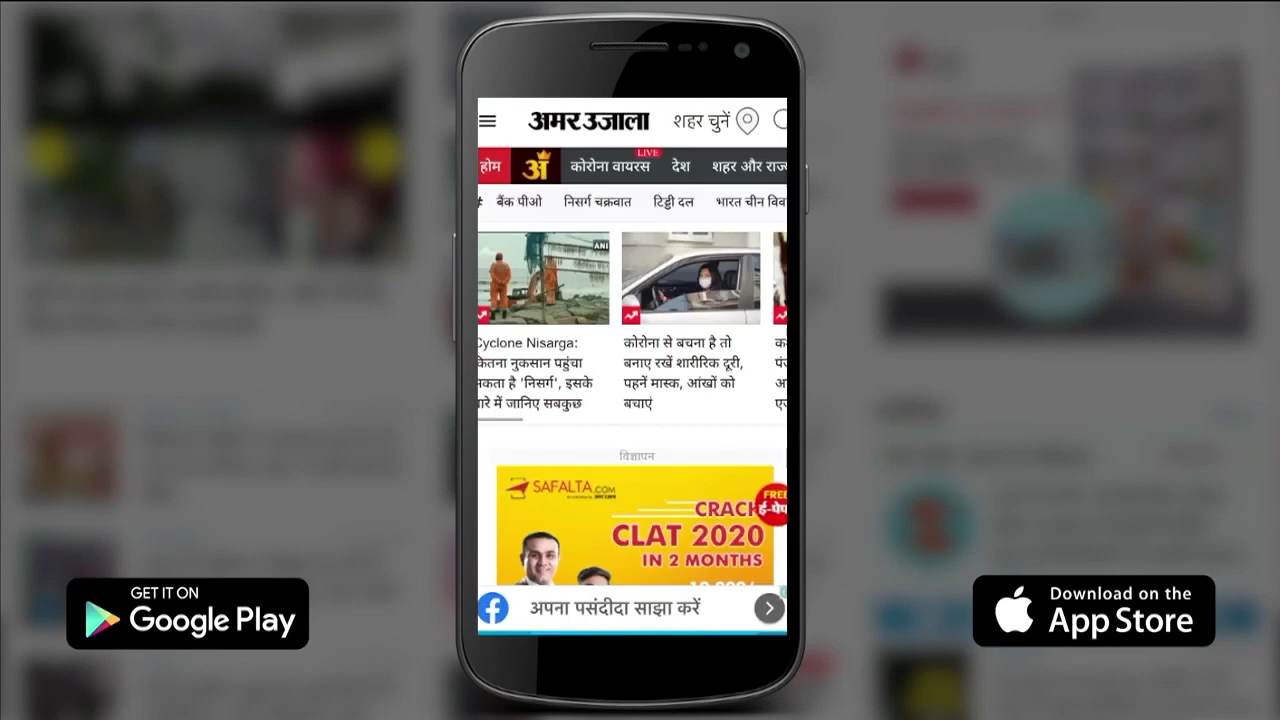 अमर उजाला
शहर चुनें
LIVE
होम
अं
कोरोना वायरस
देश
शहर और राज्
# बैंक पीओ
निसर्ग चक्रवात
टिड्डी दल
भारत चीन विवा
ANI
Cyclone Nisarga:
कितना नुकसान पहुंचा
सकता है 'निसर्ग', इसके
बारे में जानिए सबकुछ
कोरोना से बचना है तो
बनाए रखें शारीरिक दूरी,
पहनें मास्क, आंखों को
बचाएं
विज्ञापन
SAFALTA.COM
CRACK
CLAT 2020
IN 2 MONTHS
FREE
ई-पेप
अपना पसंदीदा साझा करें
GET IT ON
Google Play
Download on the
App Store